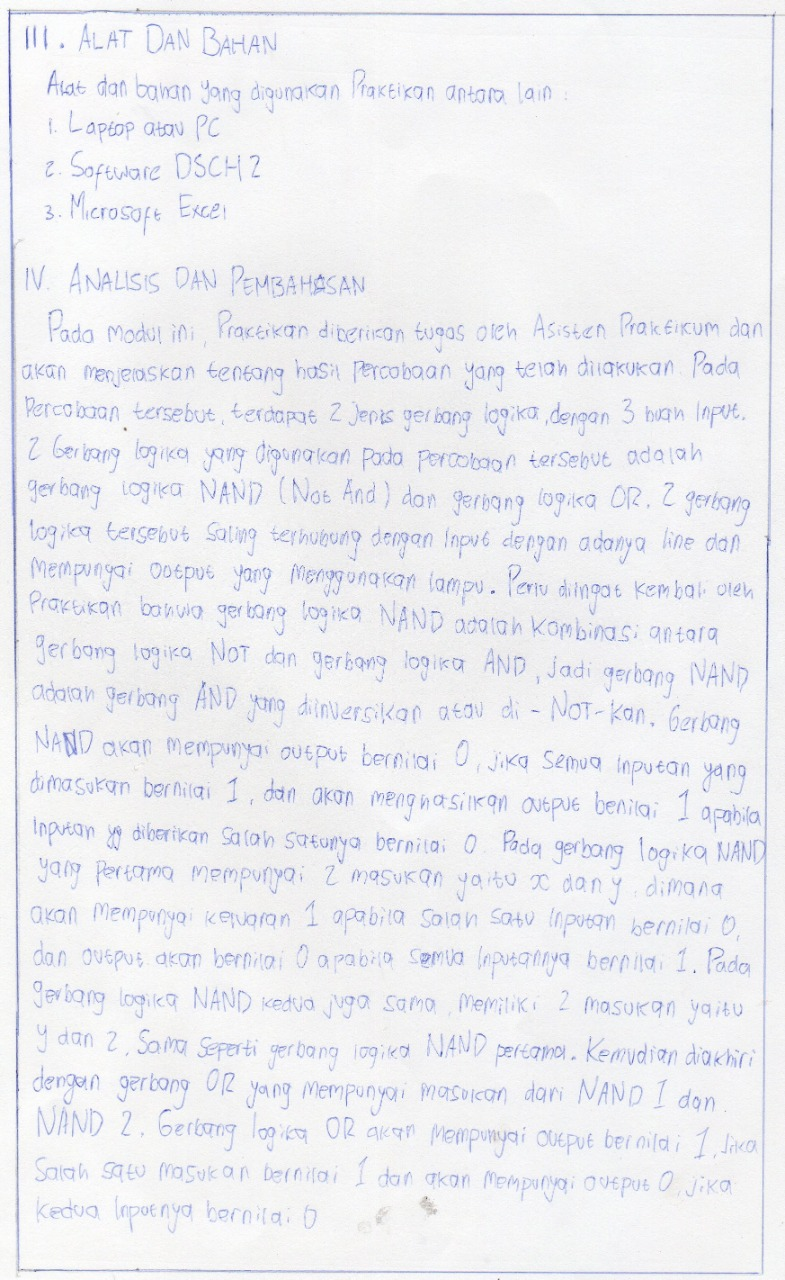 III. ALAT DAN BAHAN
Alat dan bahan yang digunakan Praktikan antara lain :
1. Laptop atau PC
2. Software DSCH 2
3. Microsoft Excel
IV. ANALISIS DAN PEMBAHASAN
Pada modul ini, Praktikan diberikan tugas oleh Asisten Praktikum dan
akan menjelaskan tentang hasil percobaan yang telah dilakukan. Pada
Percobaan tersebut, terdapat 2 jenis gerbang logika, dengan 3 buah Input.
2 Gerbang logika yang digunakan pada percobaan tersebut adalah
gerbang logika NAND (Not And) dan gerbang logika OR. 2 gerbang
logika tersebut saling terhubung dengan Input dengan adanya line dan
mempungai output yang menggunakan lampu. Perlu diingat kembali oleh
Praktikan bahwa gerbang logika NAND adalah kombinasi antara
gerbang logika NOT dan gerbang logika AND, jadi gerbang NAND
adalah gerbang AND yang diinversikan atau di - NOT - kan. Gerbang
NAND akan mempunyai output bernilai 0, jika semua inputan yang
dimasukan bernilai 1, dan akan menghasilkan output benilai 1 apabila
Inputan yg diberikan salah satunya bernilai 0. Pada gerbang logika NAND
yang pertama mempunyai 2 masukan yaitu x dan y, dimana
akan mempunyai keluaran 1 apabila salah satu inputan bernilai 0,
dan output akan bernilai 0 apabila semua Inputannya bernilai 1. Pada
gerbang logika NAND kedua juga sama, memiliki 2 masukan yaitu
y dan 2, Sama seperti gerbang logika NAND pertama. Kemudian diakhiri
dengan gerbang OR yang mempunyai masukan dari NAND 1 dan
NAND 2. Gerbang logika OR akan mempunyai output bernilai 1, Jika
Salah satu masukan bernilai 1 dan akan mempunyai output 0, jika
kedua Inputnya bernilai 0